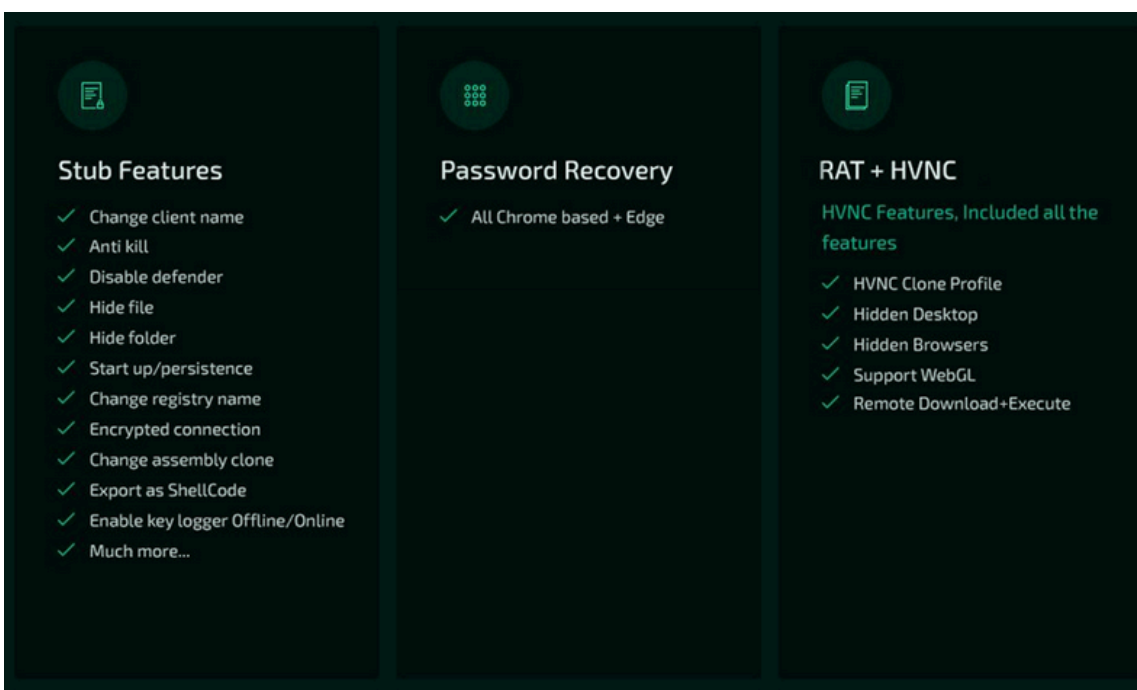 Stub Features
Change client name
Anti kill
Disable defender
Hide file
Hide folder
Start up/persistence
Change registry name
Encrypted connection
Change assembly clone
Export as ShellCode
Enable key logger Offline/Online
Much more...
Password Recovery
All Chrome based + Edge
RAT + HVNC
HVNC Features, Included all the
features
HVNC Clone Profile
Hidden Desktop
Hidden Browsers
Support WebGL
Remote Download+Execute